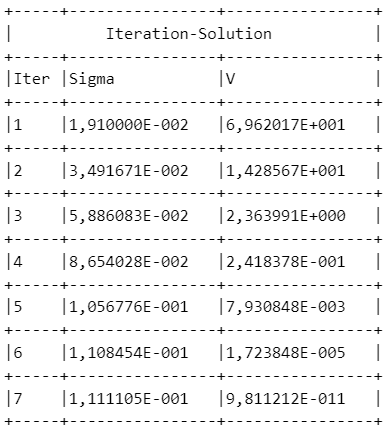 +-----+---------------+---------------+
|         Iteration-Solution          |
+-----+---------------+---------------+
|Iter |Sigma          |V              |
+-----+---------------+---------------+
|1    |1,910000E-002  |6,962017E+001  |
+-----+---------------+---------------+
|2    |3,491671E-002  |1,428567E+001  |
+-----+---------------+---------------+
|3    |5,886083E-002  |2,363991E+000  |
+-----+---------------+---------------+
|4    |8,654028E-002  |2,418378E-001  |
+-----+---------------+---------------+
|5    |1,056776E-001  |7,930848E-003  |
+-----+---------------+---------------+
|6    |1,108454E-001  |1,723848E-005  |
+-----+---------------+---------------+
|7    |1,111105E-001  |9,811212E-011  |
+-----+---------------+---------------+